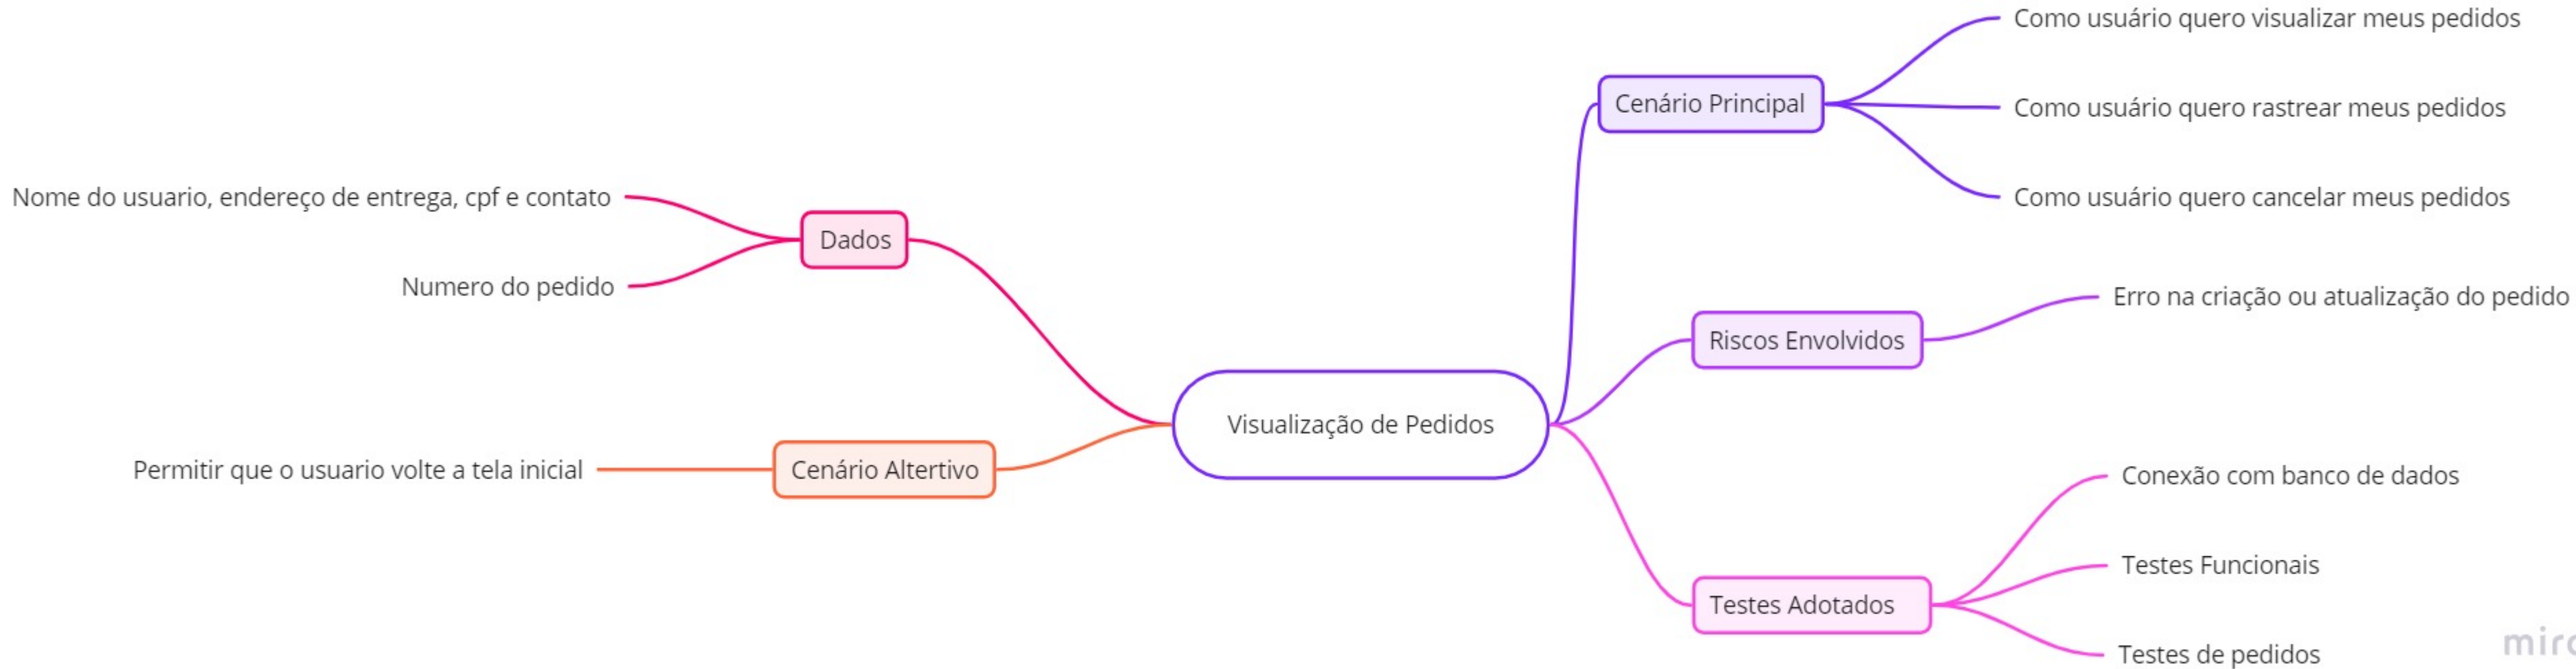 Visualização de Pedidos
Cenário Principal
Como usuário quero visualizar meus pedidos
Como usuário quero rastrear meus pedidos
Como usuário quero cancelar meus pedidos
Riscos Envolvidos
Erro na criação ou atualização do pedido
Testes Adotados
Conexão com banco de dados
Testes Funcionais
Testes de pedidos
Dados
Nome do usuario, endereço de entrega, cpf e contato
Numero do pedido
Cenário Altertivo
Permitir que o usuario volte a tela inicial
miro